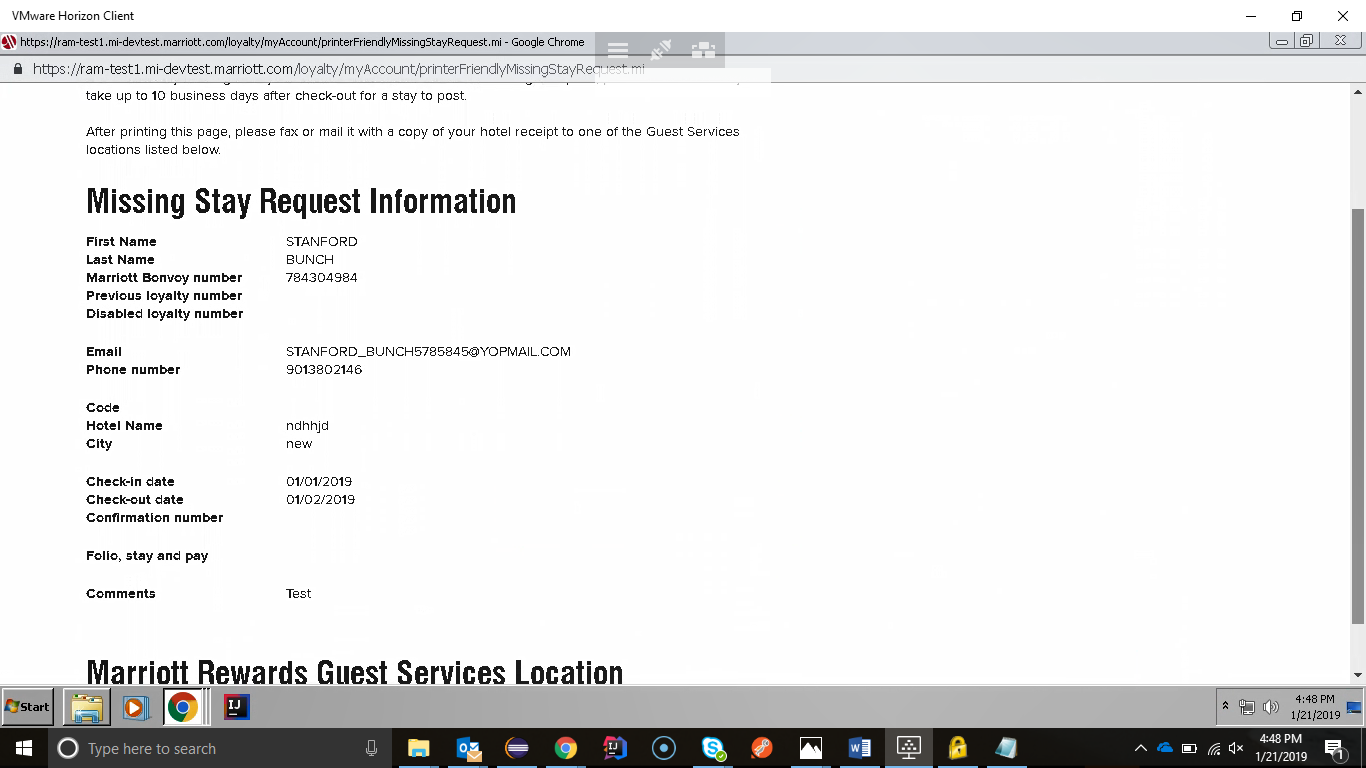 VMware Horizon Client
https://ram-test1.mi-devtest.marriott.com/loyalty/myAccount/printerFriendlyMissingStayRequest.mi - Google Chrome
https://ram-test1.mi-devtest.marriott.com/loyalty/myAccount/printerFriendlyMissingStayRequest.mi
take up to 10 business days after check-out for a stay to post.
After printing this page, please fax or mail it with a copy of your hotel receipt to one of the Guest Services
locations listed below.
Missing Stay Request Information
First Name STANFORD
Last Name BUNCH
Marriott Bonvoy number 784304984
Previous loyalty number
Disabled loyalty number
Email STANFORD_BUNCH5785845@YOPMAIL.COM
Phone number 9013802146
Code
Hotel Name ndhhjd
City new
Check-in date 01/01/2019
Check-out date 01/02/2019
Confirmation number
Folio, stay and pay
Comments Test
Marriott Rewards Guest Services Location
Start
IJ
4:48 PM
1/21/2019
Type here to search
4:48 PM
1/21/2019
1